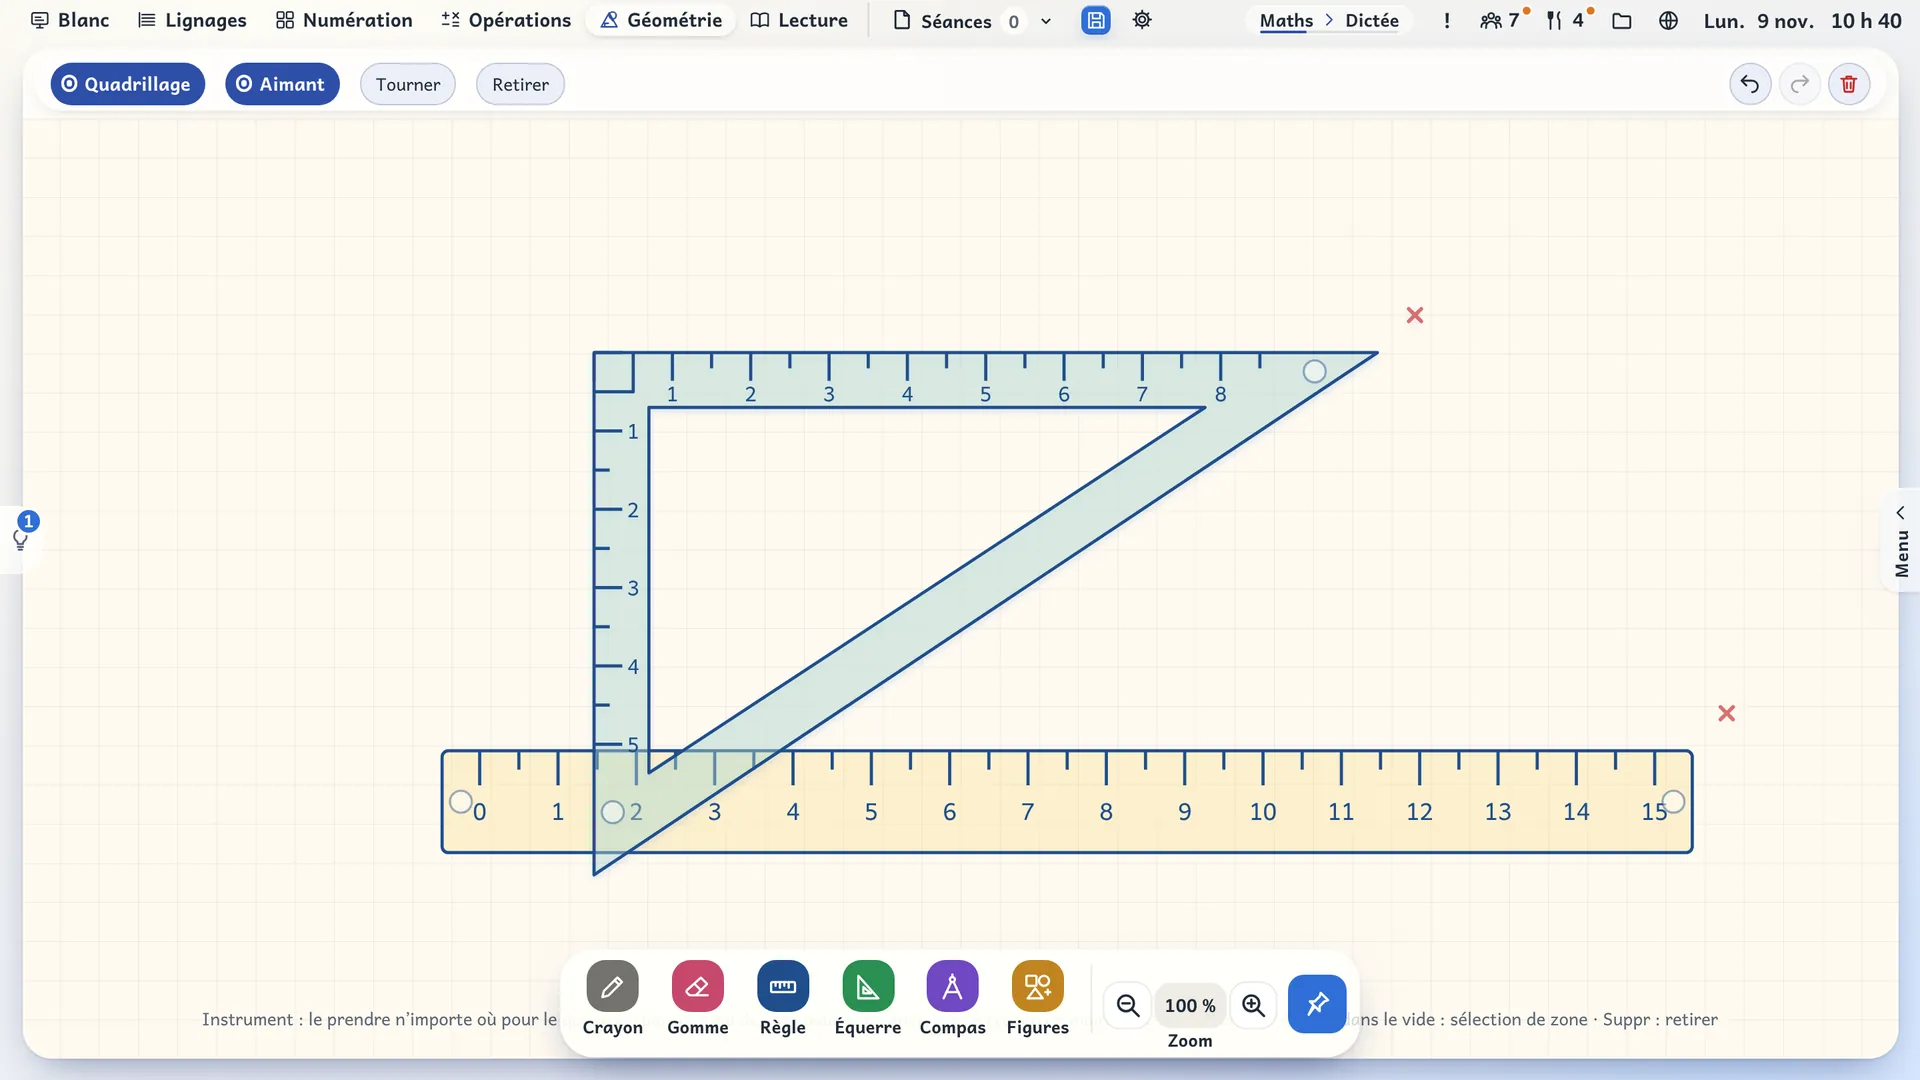 Blanc Lignages Numération Opérations Géométrie Lecture Séances 0 Maths > Dictée ! 7 4 Lun. 9 nov. 10 h 40
Quadrillage Aimant Tourner Retirer
1 2 3 4 5 6 7 8
1
2
3
4
5
1
Menu
0 1 2 3 4 5 6 7 8 9 10 11 12 13 14 15
Instrument : le prendre n’importe où pour le
dans le vide : sélection de zone · Suppr : retirer
Crayon Gomme Règle Équerre Compas Figures
100 %
Zoom